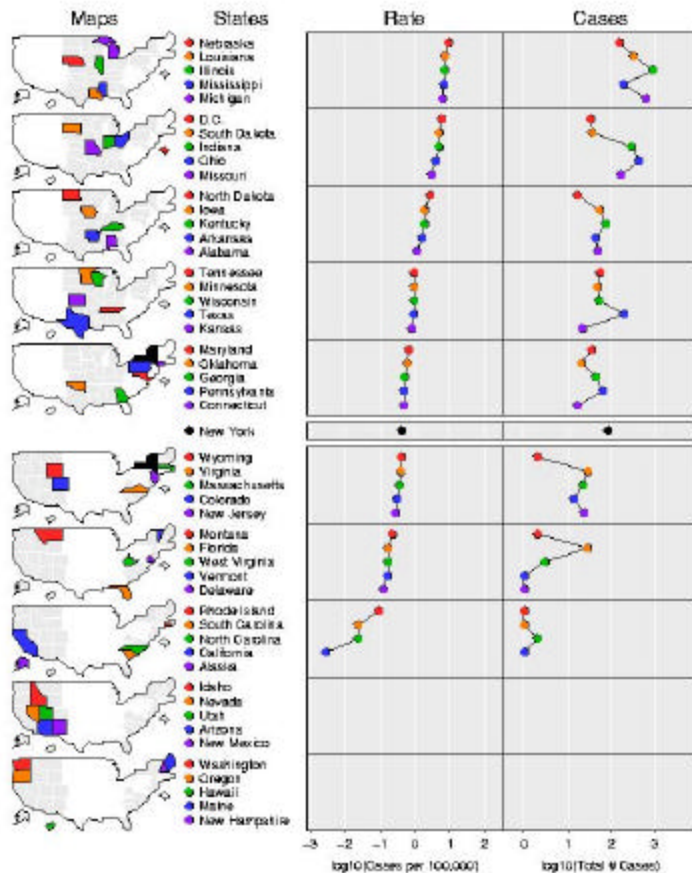 Maps States Rate Cases
Nebraska
Louisiana
Illinois
Mississippi
Michigan
D.C.
South Dakota
Indiana
Ohio
Missouri
North Dakota
Iowa
Kentucky
Arkansas
Alabama
Tennessee
Minnesota
Wisconsin
Texas
Kansas
Maryland
Oklahoma
Georgia
Pennsylvania
Connecticut
New York
Wyoming
Virginia
Massachusetts
Colorado
New Jersey
Montana
Florida
West Virginia
Vermont
Delaware
Rhode Island
South Carolina
North Carolina
California
Alaska
Idaho
Nevada
Utah
Arizona
New Mexico
Washington
Oregon
Hawaii
Maine
New Hampshire
-3 -2 -1 0 1 2 0 1 2 3
log10(Cases per 100,000) log10(Total # Cases)